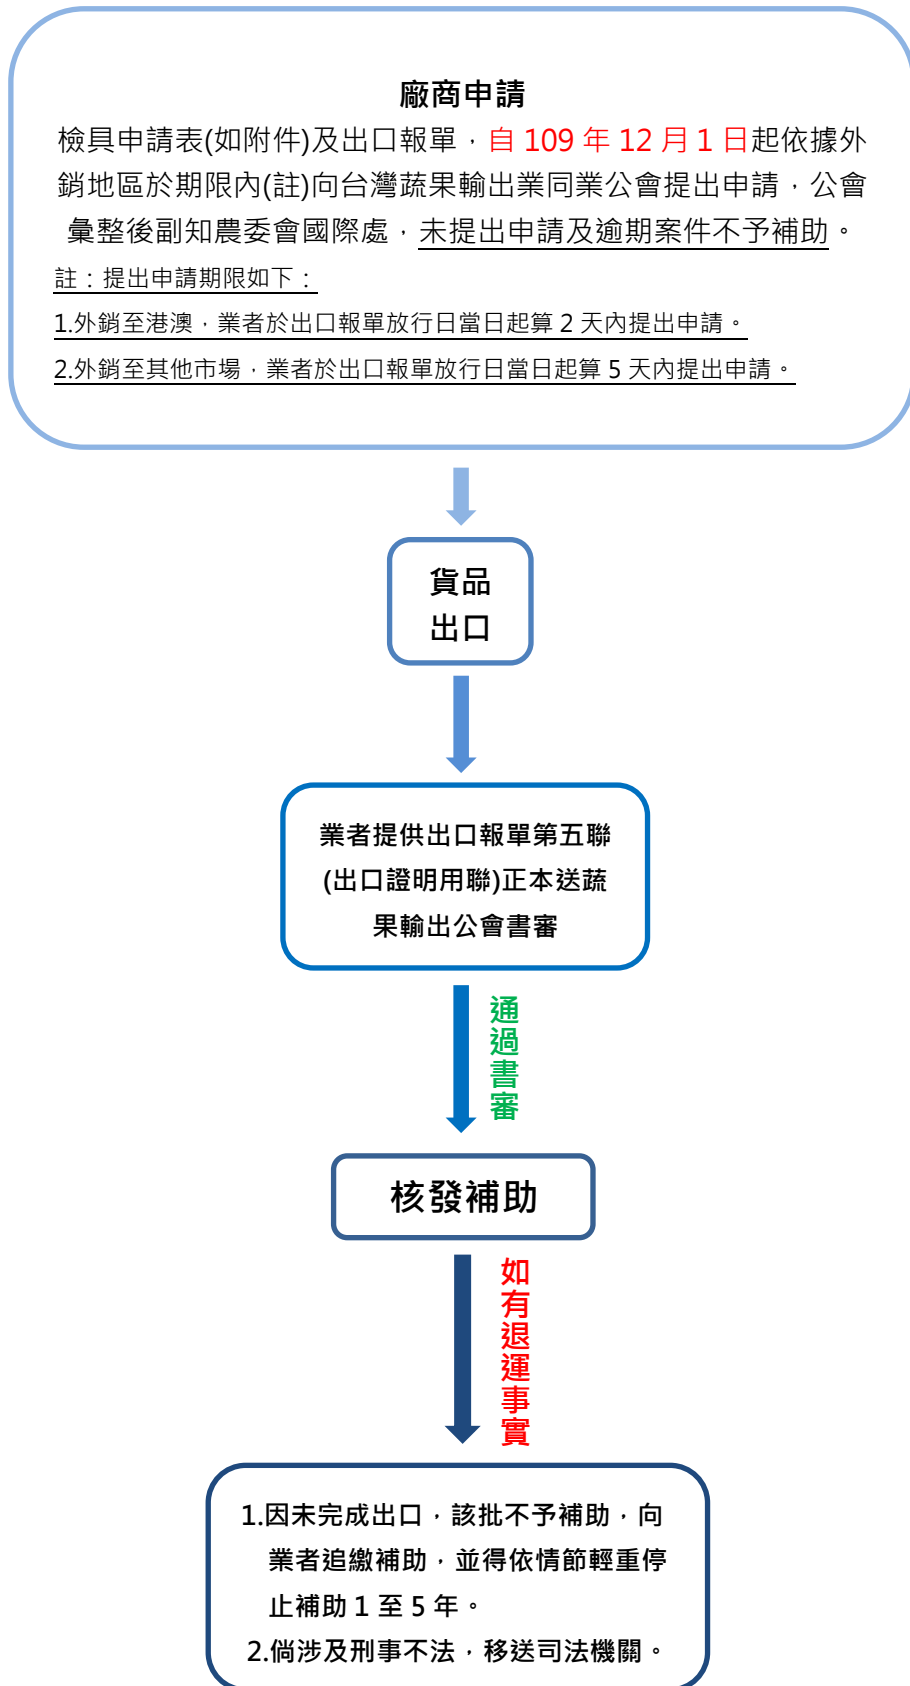 廠商申請
檢具申請表(如附件)及出口報單，自 109 年 12 月 1 日起依據外
銷地區於期限內(註)向台灣蔬果輸出業同業公會提出申請，公會
彙整後副知農委會國際處，未提出申請及逾期案件不予補助。
註：提出申請期限如下：
1.外銷至港澳，業者於出口報單放行日當日起算 2 天內提出申請。
2.外銷至其他市場，業者於出口報單放行日當日起算 5 天內提出申請。
貨品
出口
業者提供出口報單第五聯
(出口證明用聯)正本送蔬
果輸出公會書審
通過書審
核發補助
如有退運事實
1.因未完成出口，該批不予補助，向
業者追繳補助，並得依情節輕重停
止補助 1 至 5 年。
2.倘涉及刑事不法，移送司法機關。